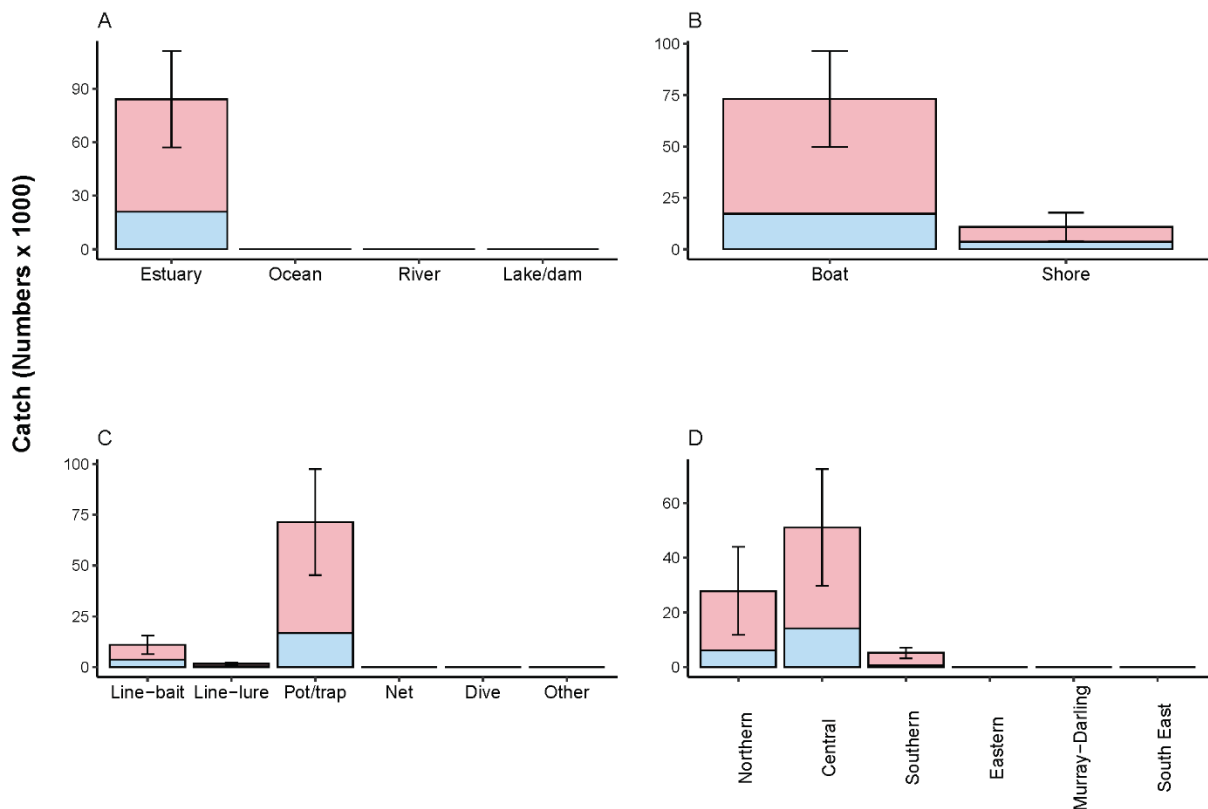 Catch (Numbers x 1000)
A
90
60
30
0
Estuary Ocean River Lake/dam
B
100
75
50
25
0
Boat Shore
C
100
75
50
25
0
Line−bait Line−lure Pot/trap Net Dive Other
D
60
40
20
0
Northern
Central
Southern
Eastern
Murray−Darling
South East